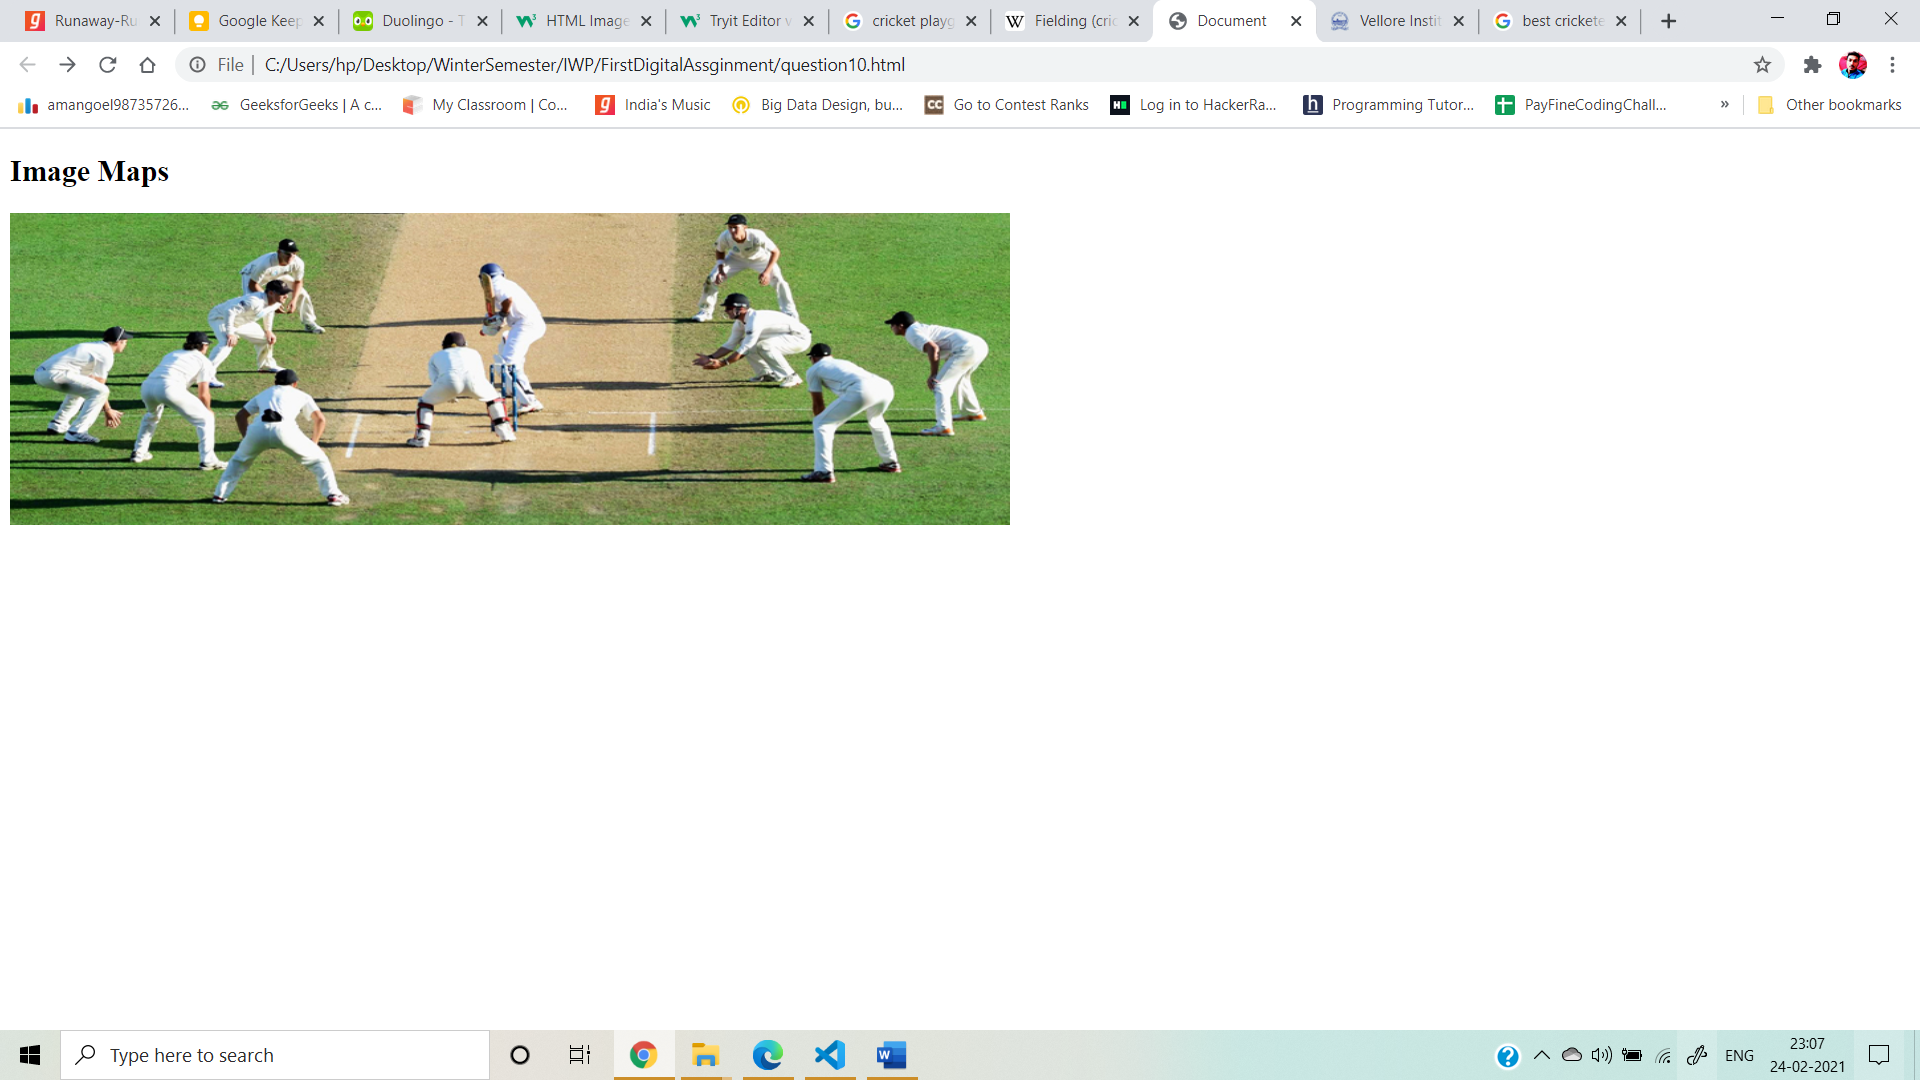 Runaway-Ru
Google Keep
Duolingo - T
HTML Image
Tryit Editor v
cricket playg
Fielding (cric
Document
Vellore Instit
best crickete
File
C:/Users/hp/Desktop/WinterSemester/IWP/FirstDigitalAssginment/question10.html
amangoel98735726...
GeeksforGeeks | A c...
My Classroom | Co...
India's Music
Big Data Design, bu...
CC
Go to Contest Ranks
Log in to HackerRa...
Programming Tutor...
PayFineCodingChall...
»
Other bookmarks
Image Maps
Type here to search
ENG
23:07
24-02-2021